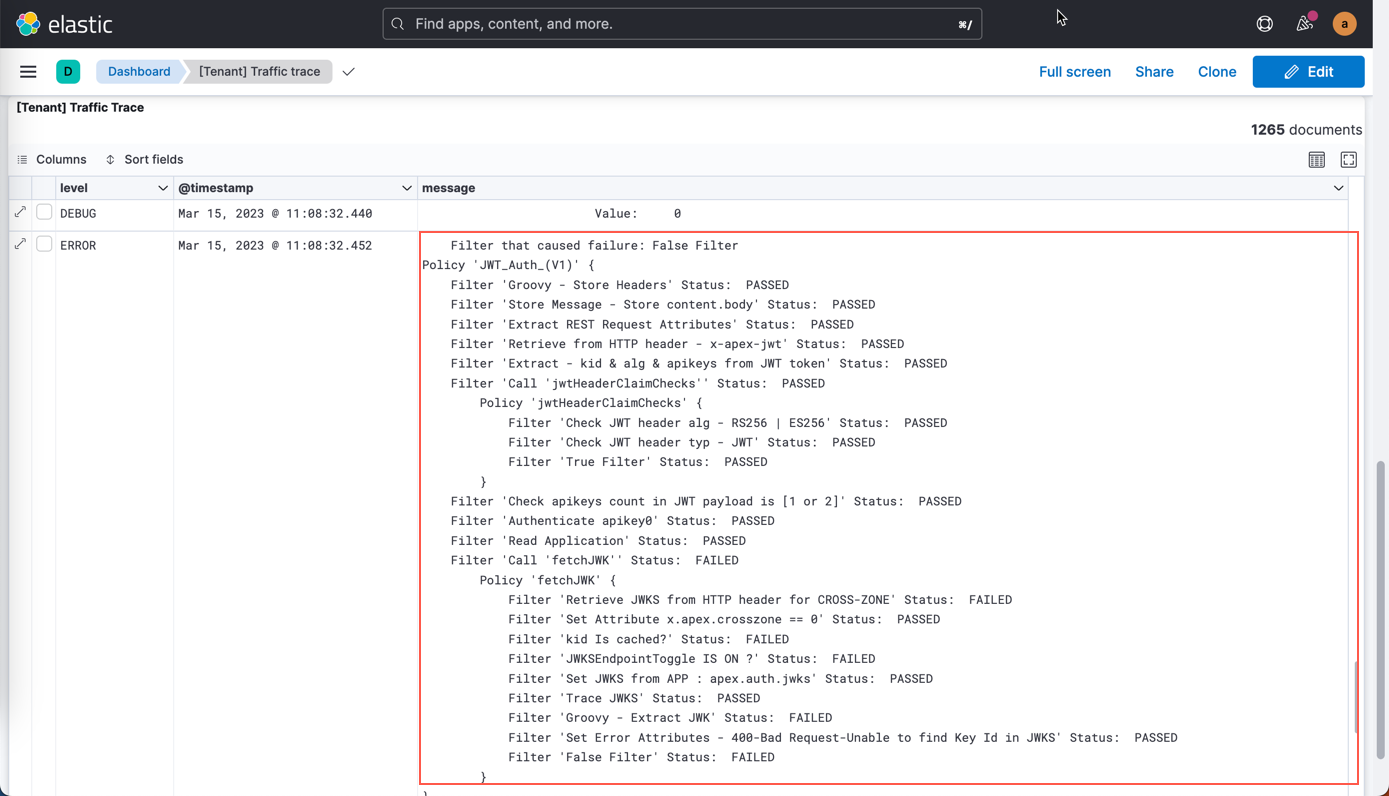 elastic
Find apps, content, and more.
⌘/
a
D
Dashboard
[Tenant] Traffic trace
Full screen
Share
Clone
Edit
[Tenant] Traffic Trace
1265 documents
Columns
Sort fields
level
@timestamp
message
DEBUG
Mar 15, 2023 @ 11:08:32.440
Value: 0
ERROR
Mar 15, 2023 @ 11:08:32.452
Filter that caused failure: False Filter
Policy 'JWT_Auth_(V1)' {
Filter 'Groovy - Store Headers' Status: PASSED
Filter 'Store Message - Store content.body' Status: PASSED
Filter 'Extract REST Request Attributes' Status: PASSED
Filter 'Retrieve from HTTP header - x-apex-jwt' Status: PASSED
Filter 'Extract - kid & alg & apikeys from JWT token' Status: PASSED
Filter 'Call 'jwtHeaderClaimChecks'' Status: PASSED
Policy 'jwtHeaderClaimChecks' {
Filter 'Check JWT header alg - RS256 | ES256' Status: PASSED
Filter 'Check JWT header typ - JWT' Status: PASSED
Filter 'True Filter' Status: PASSED
}
Filter 'Check apikeys count in JWT payload is [1 or 2]' Status: PASSED
Filter 'Authenticate apikey0' Status: PASSED
Filter 'Read Application' Status: PASSED
Filter 'Call 'fetchJWK'' Status: FAILED
Policy 'fetchJWK' {
Filter 'Retrieve JWKS from HTTP header for CROSS-ZONE' Status: FAILED
Filter 'Set Attribute x.apex.crosszone == 0' Status: PASSED
Filter 'kid Is cached?' Status: FAILED
Filter 'JWKSEndpointToggle IS ON ?' Status: FAILED
Filter 'Set JWKS from APP : apex.auth.jwks' Status: PASSED
Filter 'Trace JWKS' Status: PASSED
Filter 'Groovy - Extract JWK' Status: FAILED
Filter 'Set Error Attributes - 400-Bad Request-Unable to find Key Id in JWKS' Status: PASSED
Filter 'False Filter' Status: FAILED
}
}